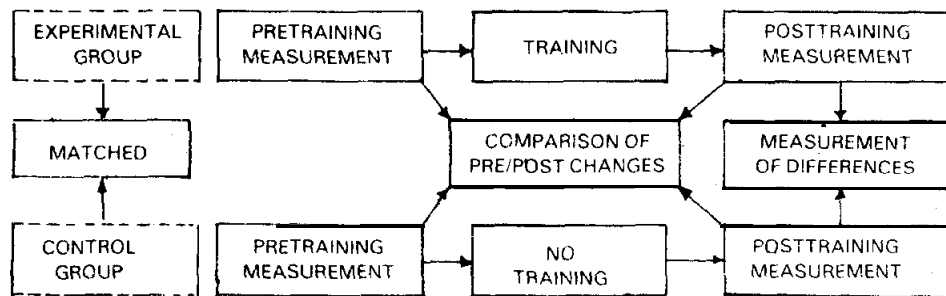 EXPERIMENTAL
GROUP
PRETRAINING
MEASUREMENT
TRAINING
POSTTRAINING
MEASUREMENT
MATCHED
COMPARISON OF
PRE/POST CHANGES
MEASUREMENT
OF DIFFERENCES
CONTROL
GROUP
PRETRAINING
MEASUREMENT
NO
TRAINING
POSTTRAINING
MEASUREMENT